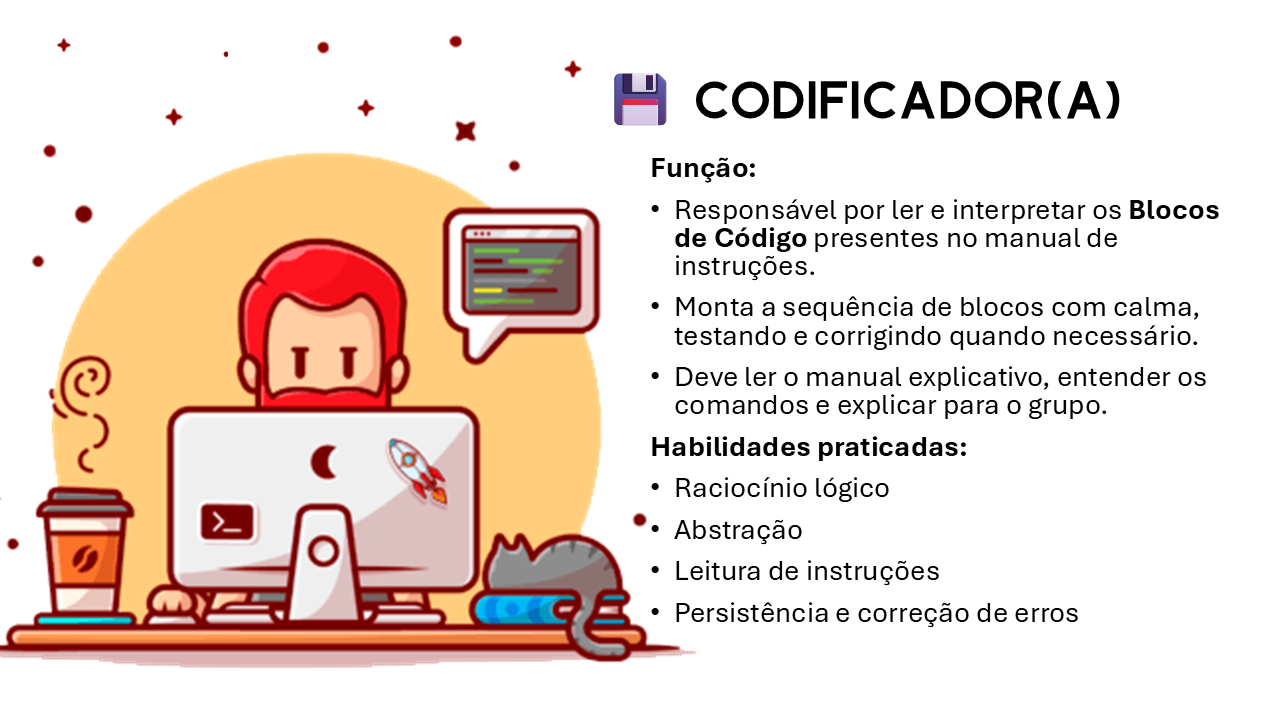 CODIFICADOR(A)
Função:
• Responsável por ler e interpretar os Blocos
de Código presentes no manual de
instruções.
• Monta a sequência de blocos com calma,
testando e corrigindo quando necessário.
• Deve ler o manual explicativo, entender os
comandos e explicar para o grupo.
Habilidades praticadas:
• Raciocínio lógico
• Abstração
• Leitura de instruções
• Persistência e correção de erros